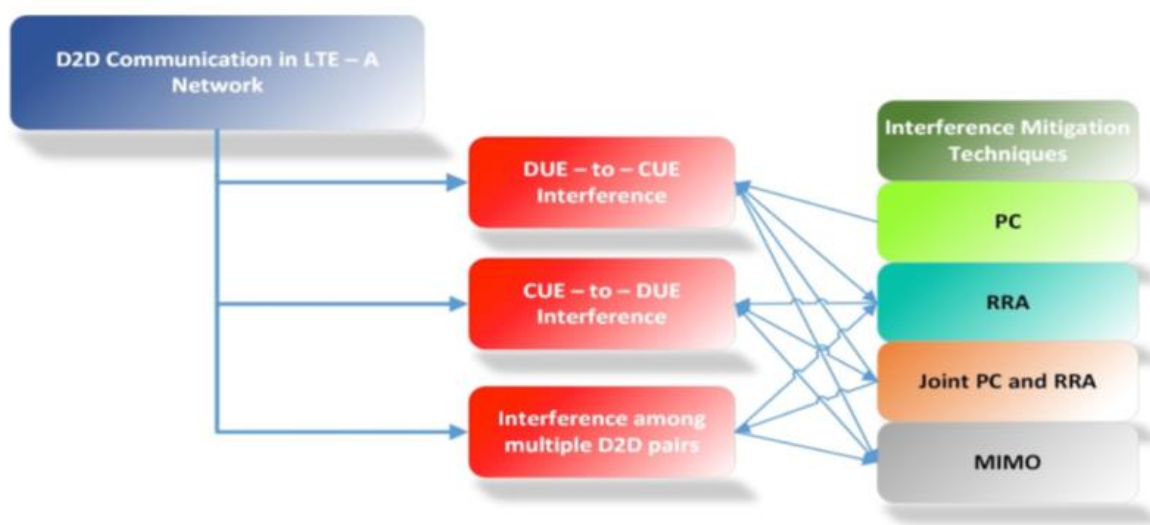 D2D Communication in LTE – A
Network
DUE – to – CUE
Interference
CUE – to – DUE
Interference
Interference among
multiple D2D pairs
Interference Mitigation
Techniques
PC
RRA
Joint PC and RRA
MIMO